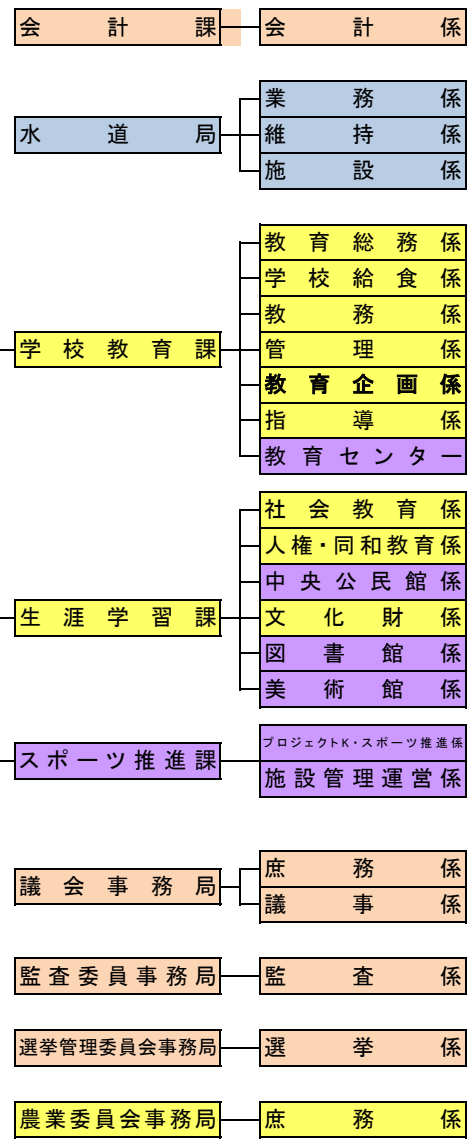 会計課
会計係
水道局
業務係
維持係
施設係
学校教育課
教育総務係
学校給食係
教務係
管理係
教育企画係
指導係
教育センター
生涯学習課
社会教育係
人権・同和教育係
中央公民館係
文化財係
図書館係
美術館係
スポーツ推進課
プロジェクトK・スポーツ推進係
施設管理運営係
議会事務局
庶務係
議事係
監査委員事務局
監査係
選挙管理委員会事務局
選挙係
農業委員会事務局
庶務係